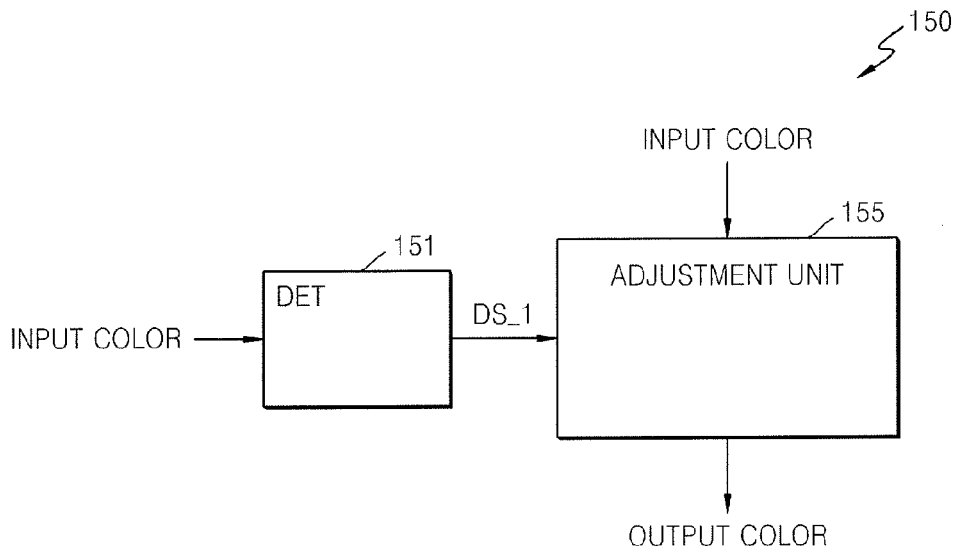 150
INPUT COLOR
155
ADJUSTMENT UNIT
151
DET
INPUT COLOR
DS_1
OUTPUT COLOR